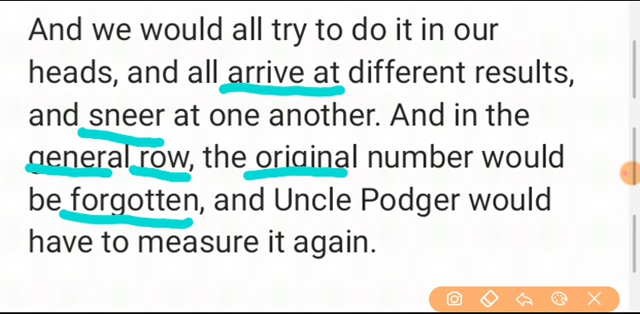 And we would all try to do it in our
heads, and all arrive at different results,
and sneer at one another. And in the
general row, the original number would
be forgotten, and Uncle Podger would
have to measure it again.